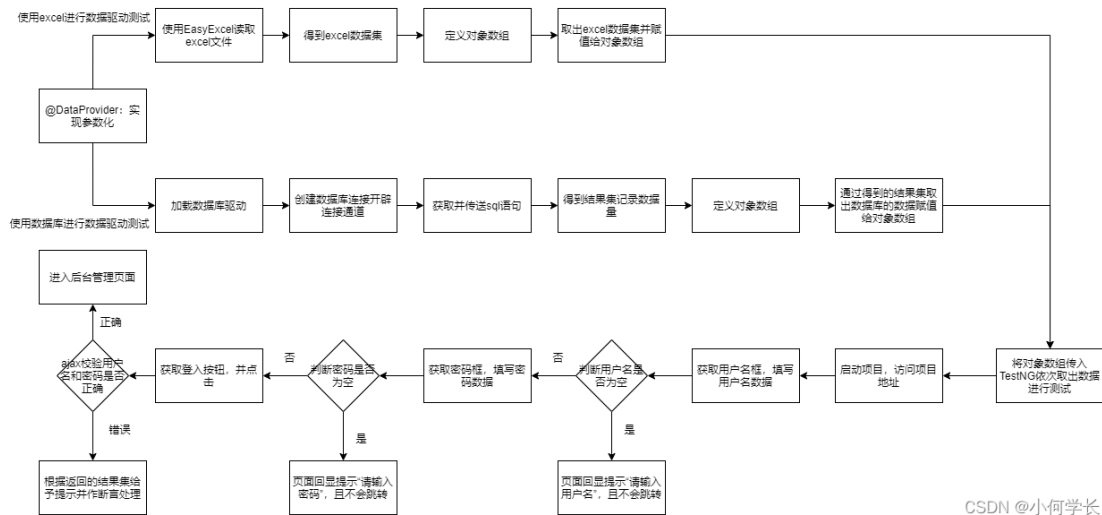 使用excel进行数据驱动测试
使用EasyExcel读取
excel文件
得到excel数据集
定义对象数组
取出excel数据集并赋
值给对象数组
@DataProvider：实
现参数化
加载数据库驱动
创建数据库连接开辟
连接通道
获取并传送sql语句
得到结果集记录数据
量
定义对象数组
通过得到的结果集取
出数据库的数据赋值
给对象数组
使用数据库进行数据驱动测试
进入后台管理页面
正确
ajax校验用户
名和密码是否
正确
获取登入按钮，并点
击
否
判断密码是否
为空
获取密码框，填写密
码数据
否
判断用户名是
否为空
获取用户名框，填写
用户名数据
启动项目，访问项目
地址
将对象数组传入
TestNG依次取出数据
进行测试
错误
是
是
根据返回的结果集给
予提示并作断言处理
页面回显提示“请输入
密码”，且不会跳转
页面回显提示“请输入
用户名”，且不会跳转
CSDN @小何学长